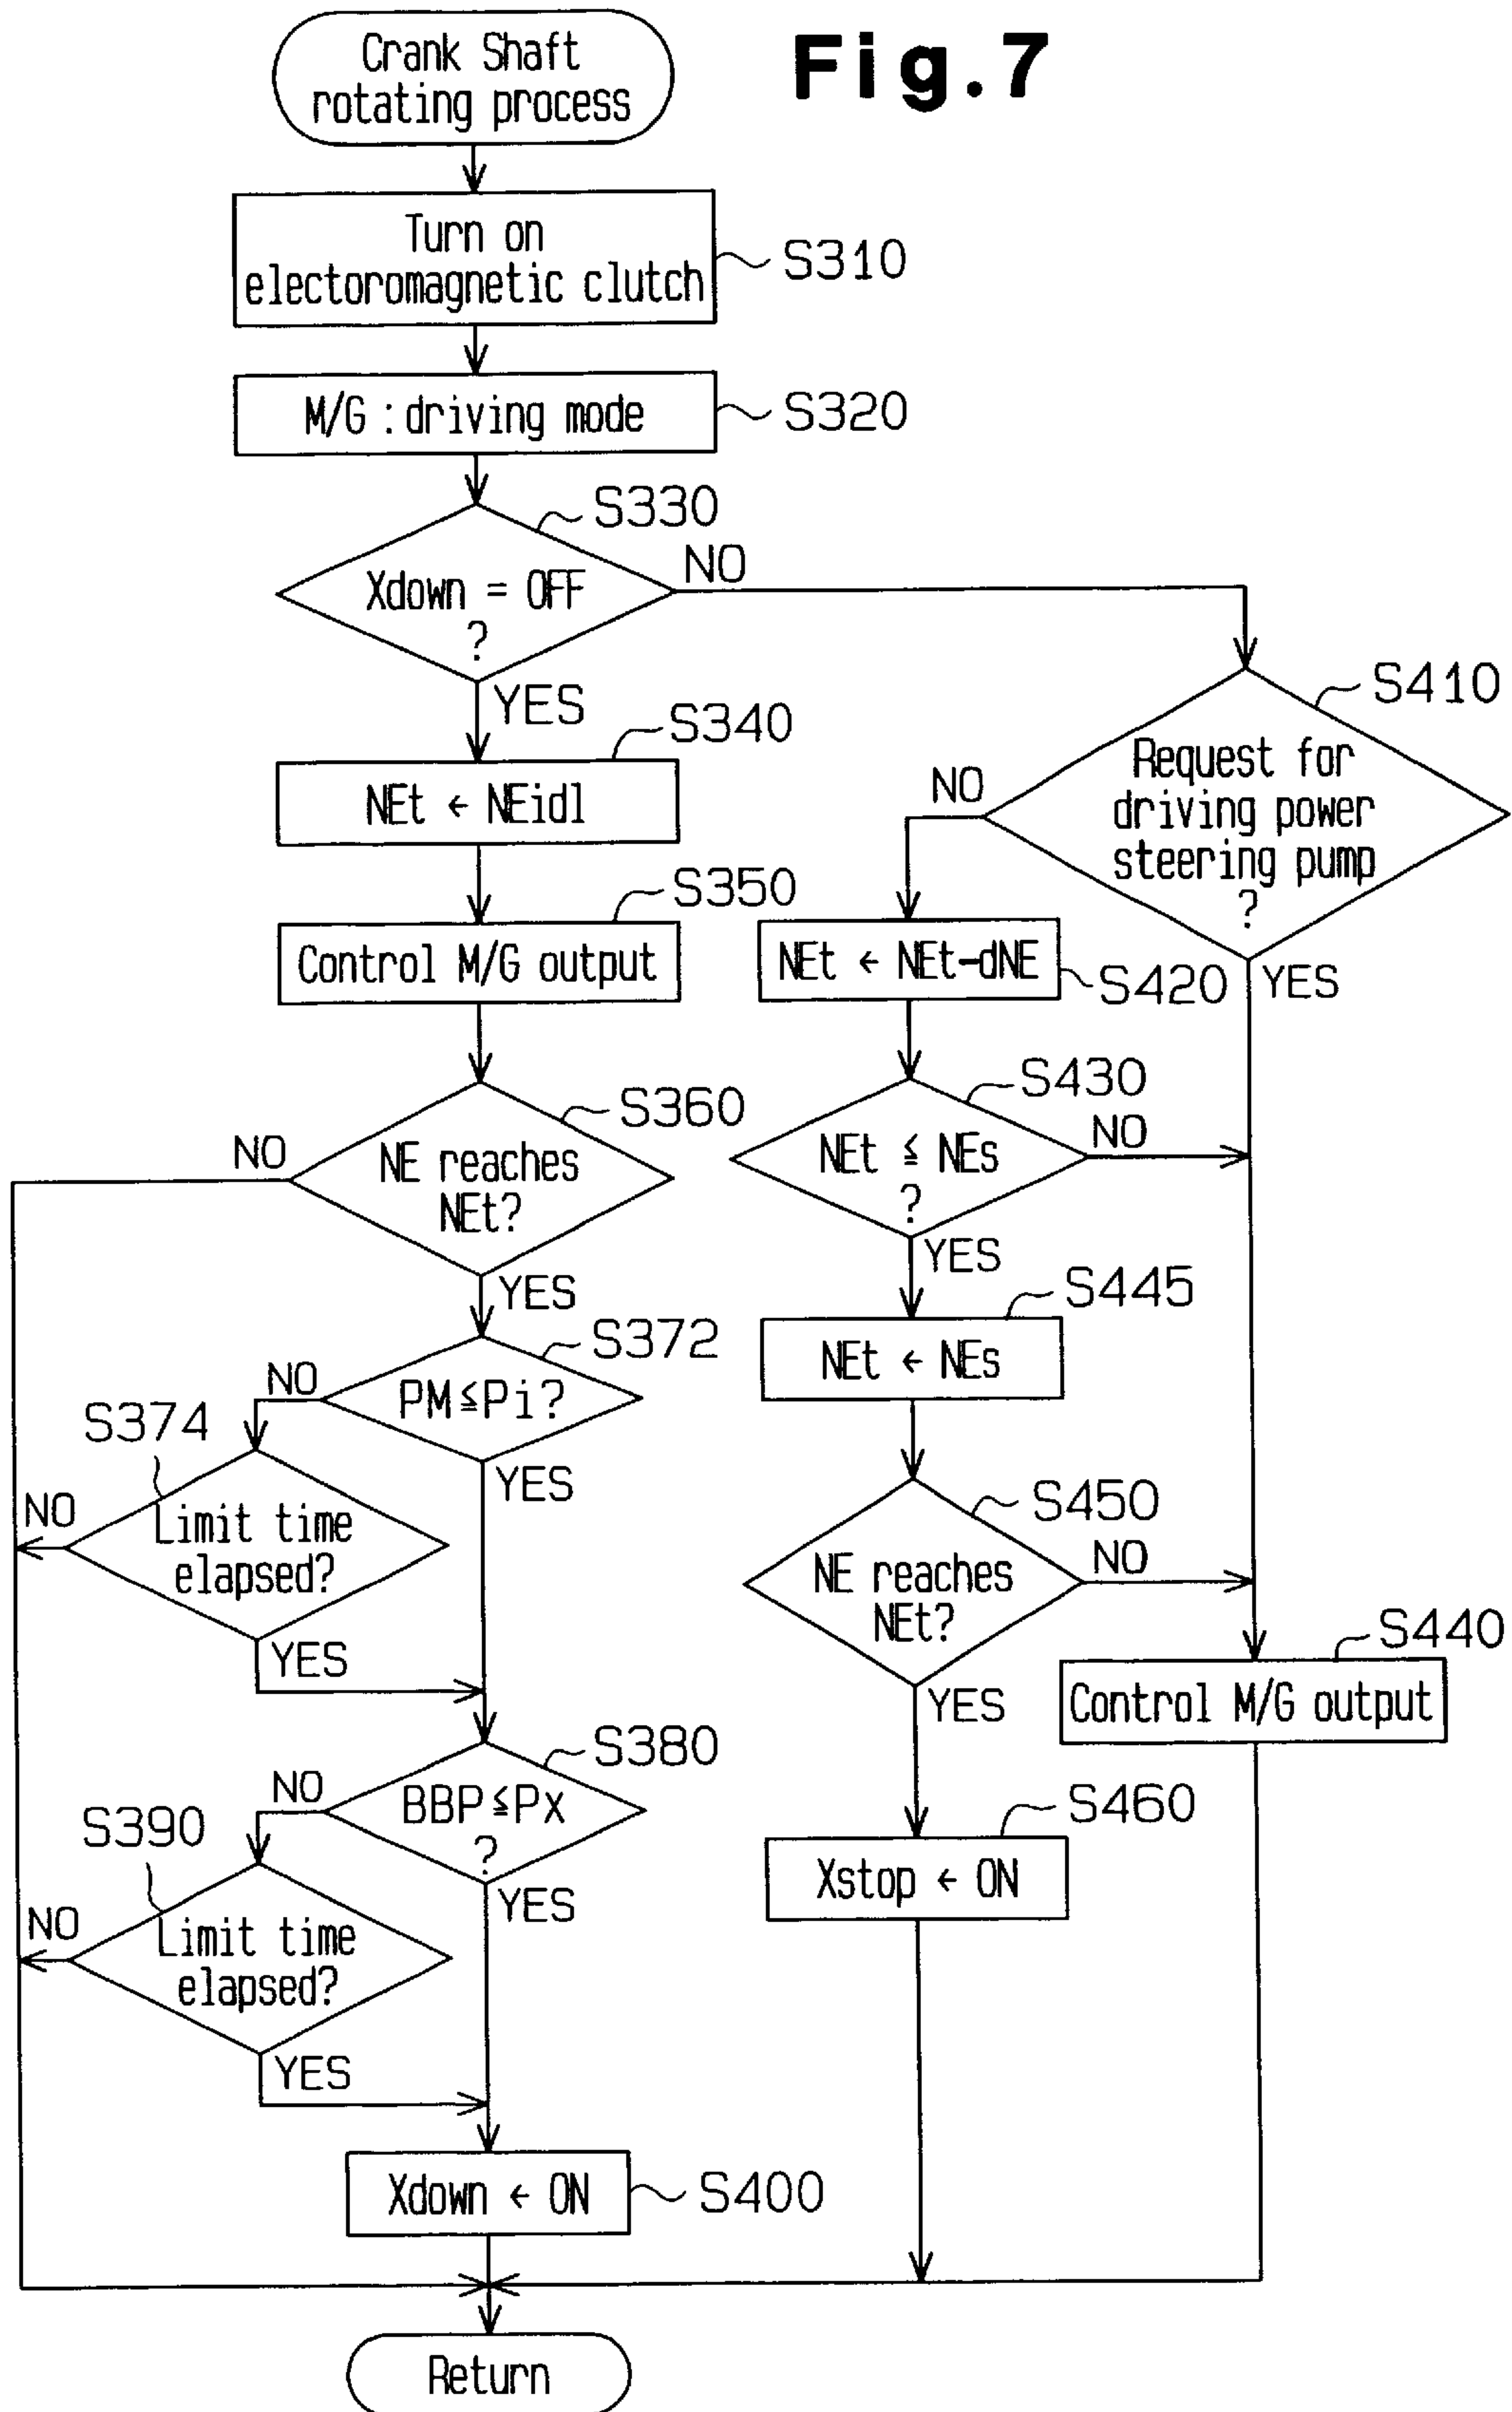 Fig.7
Crank Shaft
rotating process
Turn on
electoromagnetic clutch
S310
M/G : driving mode
S320
S330
Xdown = OFF
?
NO
YES
S340
NEt ← NEidl
S350
Control M/G output
S360
NE reaches
NEt?
NO
YES
S372
PM≦Pi?
NO
YES
S374
Limit time
elapsed?
NO
YES
S380
BBP≦Px
?
NO
YES
S390
Limit time
elapsed?
NO
YES
Xdown ← ON
S400
S410
Request for
driving power
steering pump
?
NO
YES
NEt ← NEt-dNE
S420
S430
NEt ≦ NEs
?
NO
YES
S445
NEt ← NEs
S450
NE reaches
NEt?
NO
YES
S440
Control M/G output
S460
Xstop ← ON
Return